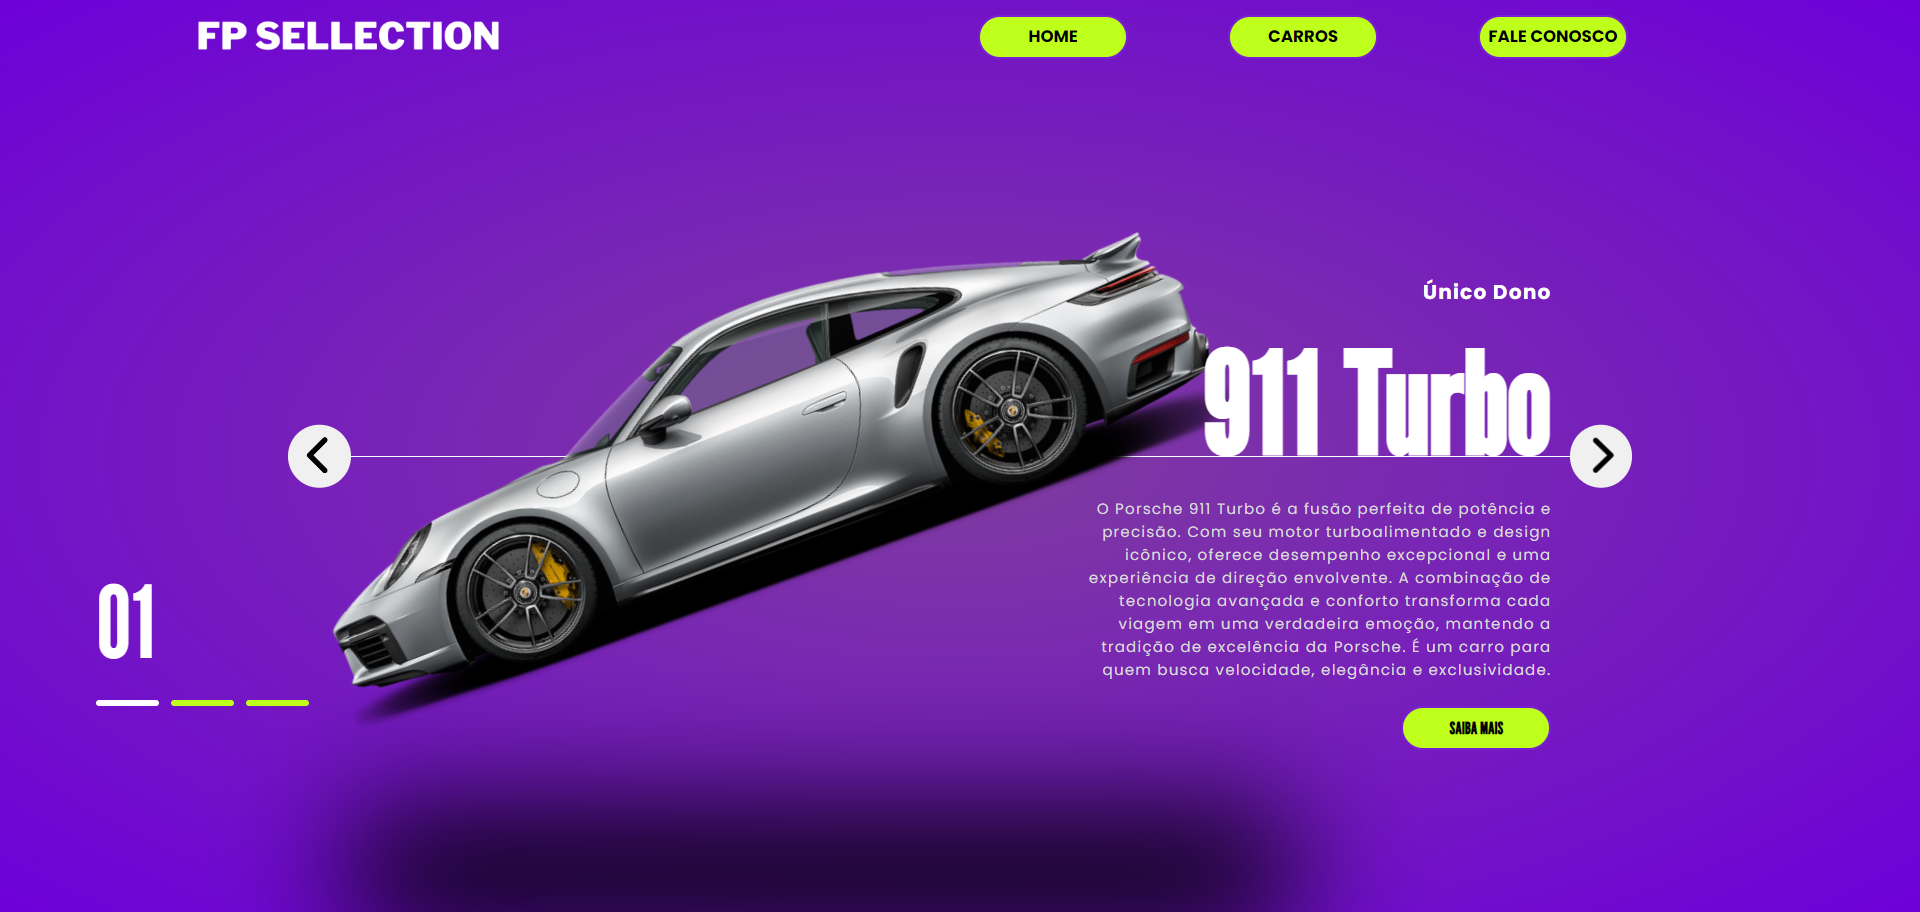 FP SELLECTION
HOME
CARROS
FALE CONOSCO
Único Dono
911 Turbo
O Porsche 911 Turbo é a fusão perfeita de potência e
precisão. Com seu motor turboalimentado e design
icônico, oferece desempenho excepcional e uma
experiência de direção envolvente. A combinação de
tecnologia avançada e conforto transforma cada
viagem em uma verdadeira emoção, mantendo a
tradição de excelência da Porsche. É um carro para
quem busca velocidade, elegância e exclusividade.
01
SAIBA MAIS